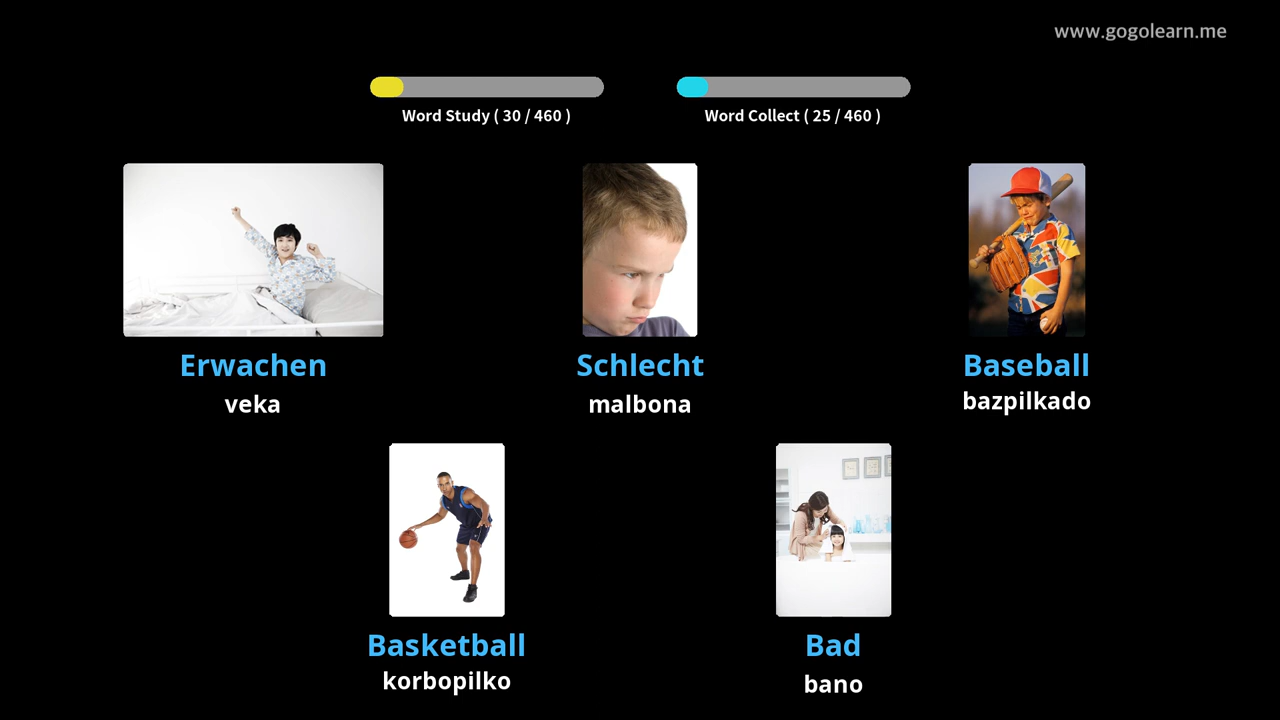 www.gogolearn.me
Word Study ( 30 / 460 )
Word Collect ( 25 / 460 )
Erwachen
veka
Schlecht
malbona
Baseball
bazpilkado
Basketball
korbopilko
Bad
bano